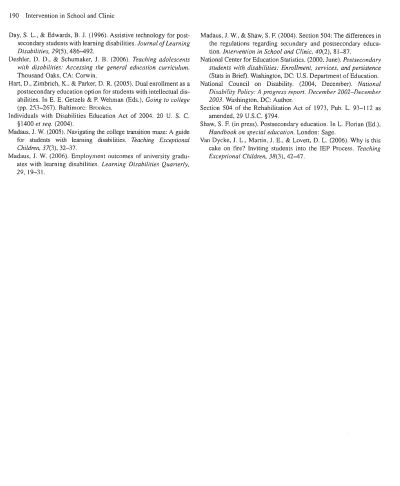 190   Intervention in School and Clinic
Day, S. L., & Edwards, B. J. (1996). Assistive technology for post-
secondary students with learning disabilities. Journal of Learning
Disabilities, 29(5), 486–492.
Deshler, D. D., & Schumaker, J. B. (2006). Teaching adolescents
with disabilities: Accessing the general education curriculum.
Thousand Oaks, CA: Corwin.
Hart, D., Zimbrich, K., & Parker, D. R. (2005). Dual enrollment as a
postsecondary education option for students with intellectual dis-
abilities. In E. E. Getzels & P. Wehman (Eds.), Going to college
(pp. 253–267). Baltimore: Brookes.
Individuals with Disabilities Education Act of 2004. 20 U. S. C.
§1400 et seq. (2004).
Madaus, J. W. (2005). Navigating the college transition maze: A guide
for students with learning disabilities. Teaching Exceptional
Children, 37(3), 32–37.
Madaus, J. W. (2006). Employment outcomes of university gradu-
ates with learning disabilities. Learning Disabilities Quarterly,
29, 19–31.
Madaus, J. W., & Shaw, S. F. (2004). Section 504: The differences in
the regulations regarding secondary and postsecondary educa-
tion. Intervention in School and Clinic, 40(2), 81–87.
National Center for Education Statistics. (2000, June). Postsecondary
students with disabilities: Enrollment, services, and persistence
(Stats in Brief). Washington, DC: U.S. Department of Education.
National Council on Disability. (2004, December). National
Disability Policy: A progress report. December 2002–December
2003. Washington, DC: Author.
Section 504 of the Rehabilitation Act of 1973, Pub. L. 93–112 as
amended, 29 U.S.C. §794.
Shaw, S. F. (in press). Postsecondary education. In L. Florian (Ed.),
Handbook on special education. London: Sage.
Van Dycke, J. L., Martin, J. E., & Lovett, D. L. (2006). Why is this
cake on fire? Inviting students into the IEP Process. Teaching
Exceptional Children, 38(3), 42–47.